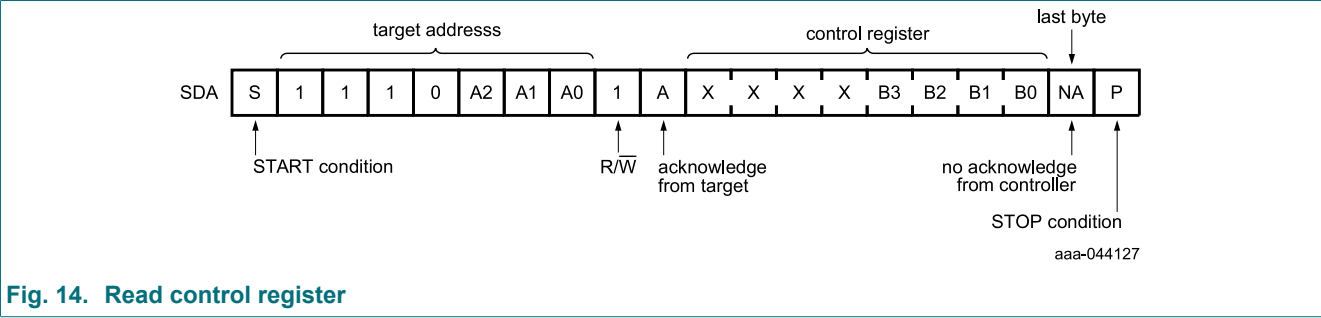 last byte
target addresss
control register
SDA S 1 1 1 0 A2 A1 A0 1 A X X X X B3 B2 B1 B0 NA P
START condition
R/W̅
acknowledge
from target
no acknowledge
from controller
STOP condition
aaa-044127
Fig. 14. Read control register